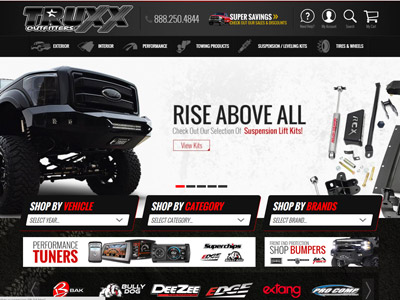 TRUXX
OUTFITTERS
888.250.4844
SUPER SAVINGS >
CHECK OUT OUR SALES & DISCOUNTS
Need Help?
My Account
Search
My Cart
EXTERIOR
INTERIOR
PERFORMANCE
TOWING PRODUCTS
SUSPENSION / LEVELING KITS
TIRES & WHEELS
RISE ABOVE ALL
Check Out Our Selection Of Suspension Lift Kits!
View Kits
SHOP BY VEHICLE
SELECT YEAR...
SHOP BY CATEGORY
SELECT CATEGORY...
SHOP BY BRANDS
SELECT BRAND...
PERFORMANCE
TUNERS
Superchips
EDGE
FRONT END PROTECTION
SHOP BUMPERS
BAK
BULLY DOG
DEEZEE
EDGE
extang
PRO COMP